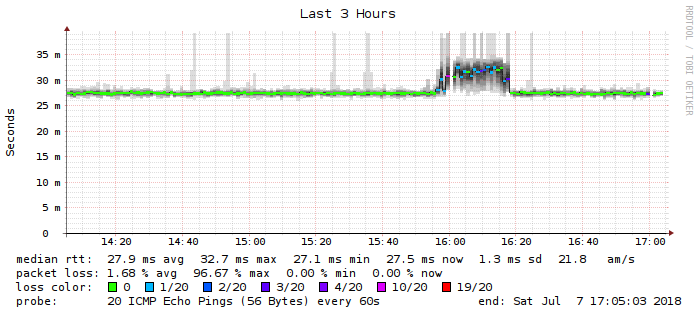 Last 3 Hours
RRDTOOL / TOBI OETIKER
Seconds
35 m
30 m
25 m
20 m
15 m
10 m
5 m
0
14:20 14:40 15:00 15:20 15:40 16:00 16:20 16:40 17:00
median rtt: 27.9 ms avg 32.7 ms max 27.1 ms min 27.5 ms now 1.3 ms sd 21.8 am/s
packet loss: 1.68 % avg 96.67 % max 0.00 % min 0.00 % now
loss color: 0 1/20 2/20 3/20 4/20 10/20 19/20
probe: 20 ICMP Echo Pings (56 Bytes) every 60s end: Sat Jul 7 17:05:03 2018